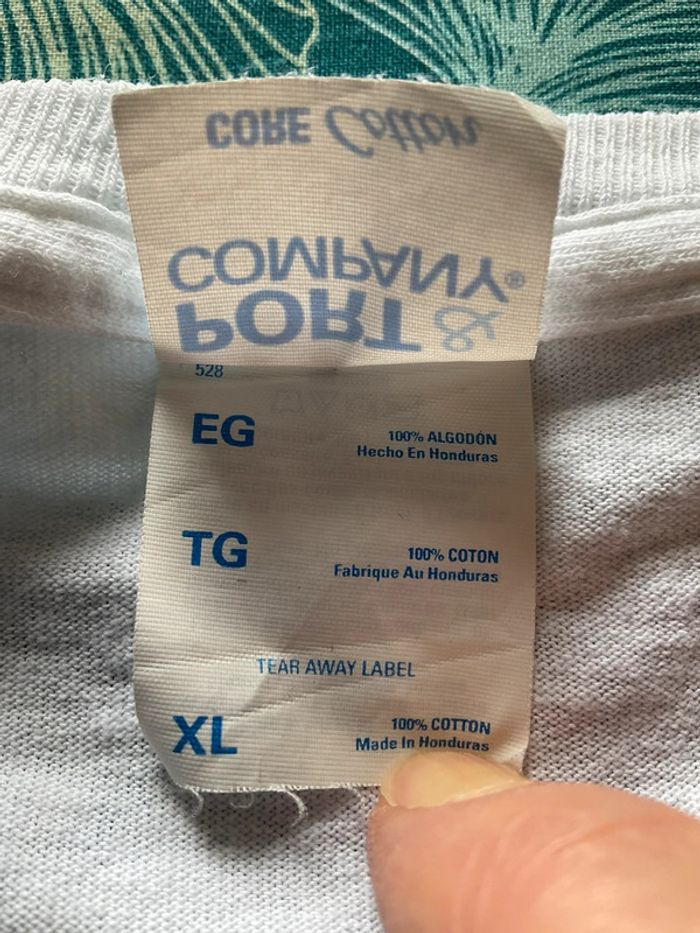 CORE Cotton
COMPANY®
PORT &
528
EG
100% ALGODÓN
Hecho En Honduras
TG
100% COTON
Fabrique Au Honduras
TEAR AWAY LABEL
XL
100% COTTON
Made In Honduras